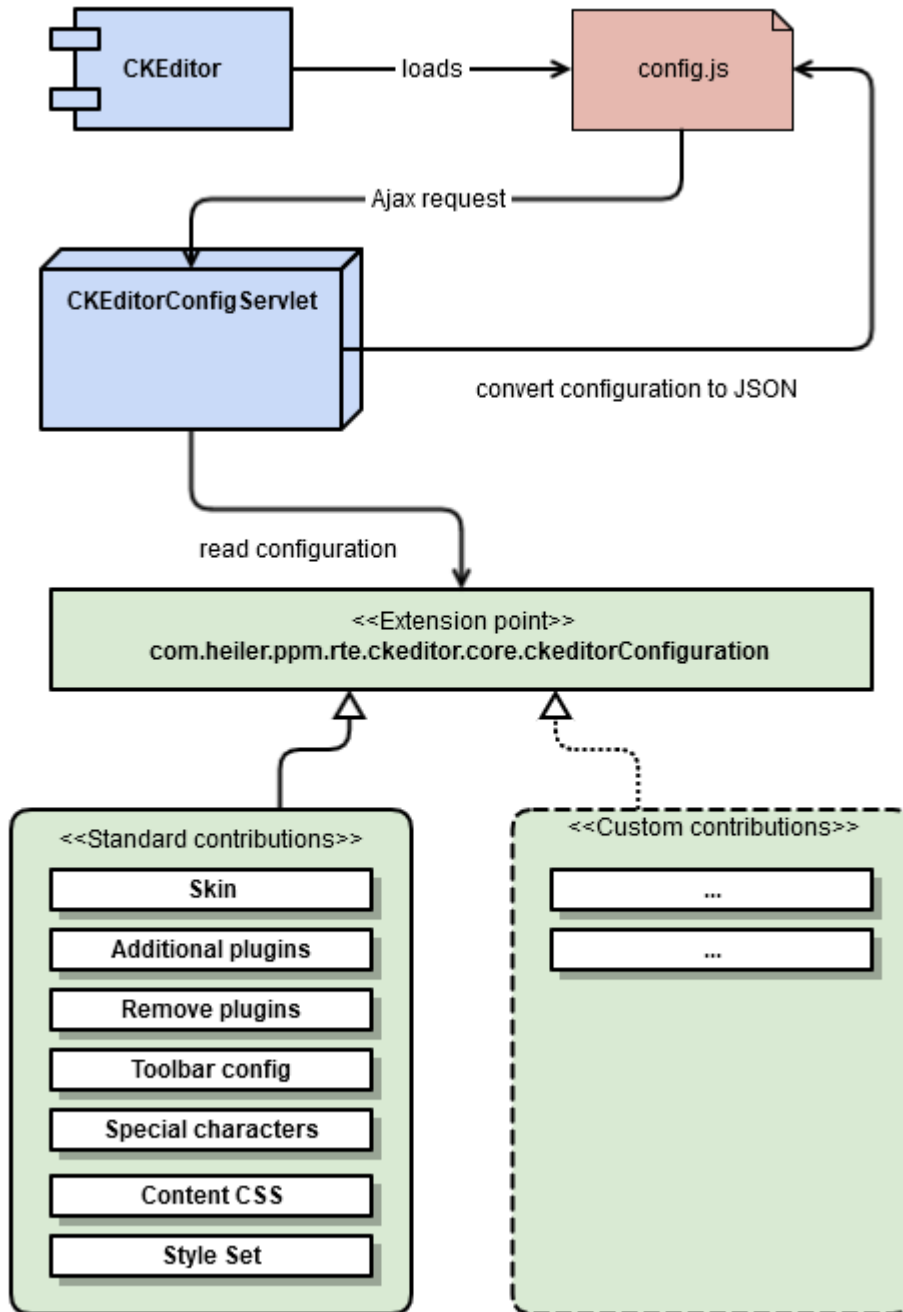 CKEditor
loads
config.js
Ajax request
CKEditorConfigServlet
convert configuration to JSON
read configuration
<<Extension point>>
com.heiler.ppm.rte.ckeditor.core.ckeditorConfiguration
<<Standard contributions>>
Skin
Additional plugins
Remove plugins
Toolbar config
Special characters
Content CSS
Style Set
<<Custom contributions>>
...
...